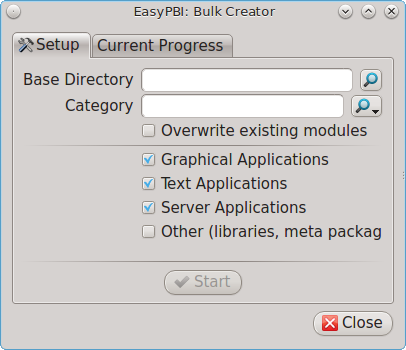 EasyPBI: Bulk Creator
Setup
Current Progress
Base Directory
Category
Overwrite existing modules
Graphical Applications
Text Applications
Server Applications
Other (libraries, meta packag
Start
Close